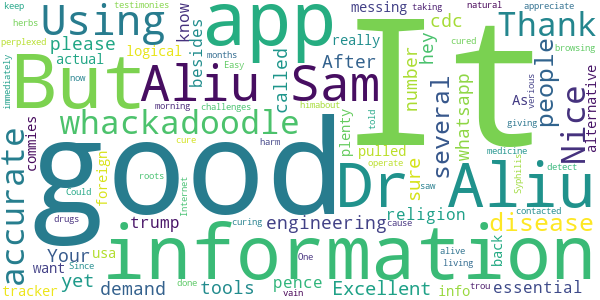 keep
testimonies
herbs
perplexed
Using
app
It
Thank
taking
natural
appreciate
messing
cdc
know
besides
hey
browsing
immediately
logical
please
actual
really
months
cured
After
number
people
now
Easy
But
Aliu Sam
several
As
various
morning
challenges
called
himabout
giving
Nice
alternative
whatsapp
whackadoodle
plenty
told
commies
cure
pulled
operate
medicine
accurate
good
Dr Aliu
foreign
roots
harm
sure
saw
Syphilis
detect
Could
Internet
curing
cause
contacted
Your
trump
engineering
religion
disease
drugs
One
back
alive
living
want
usa
Since
information
yet
pence
tracker
demand
tools
done
vain
Excellent
info
trou
essential